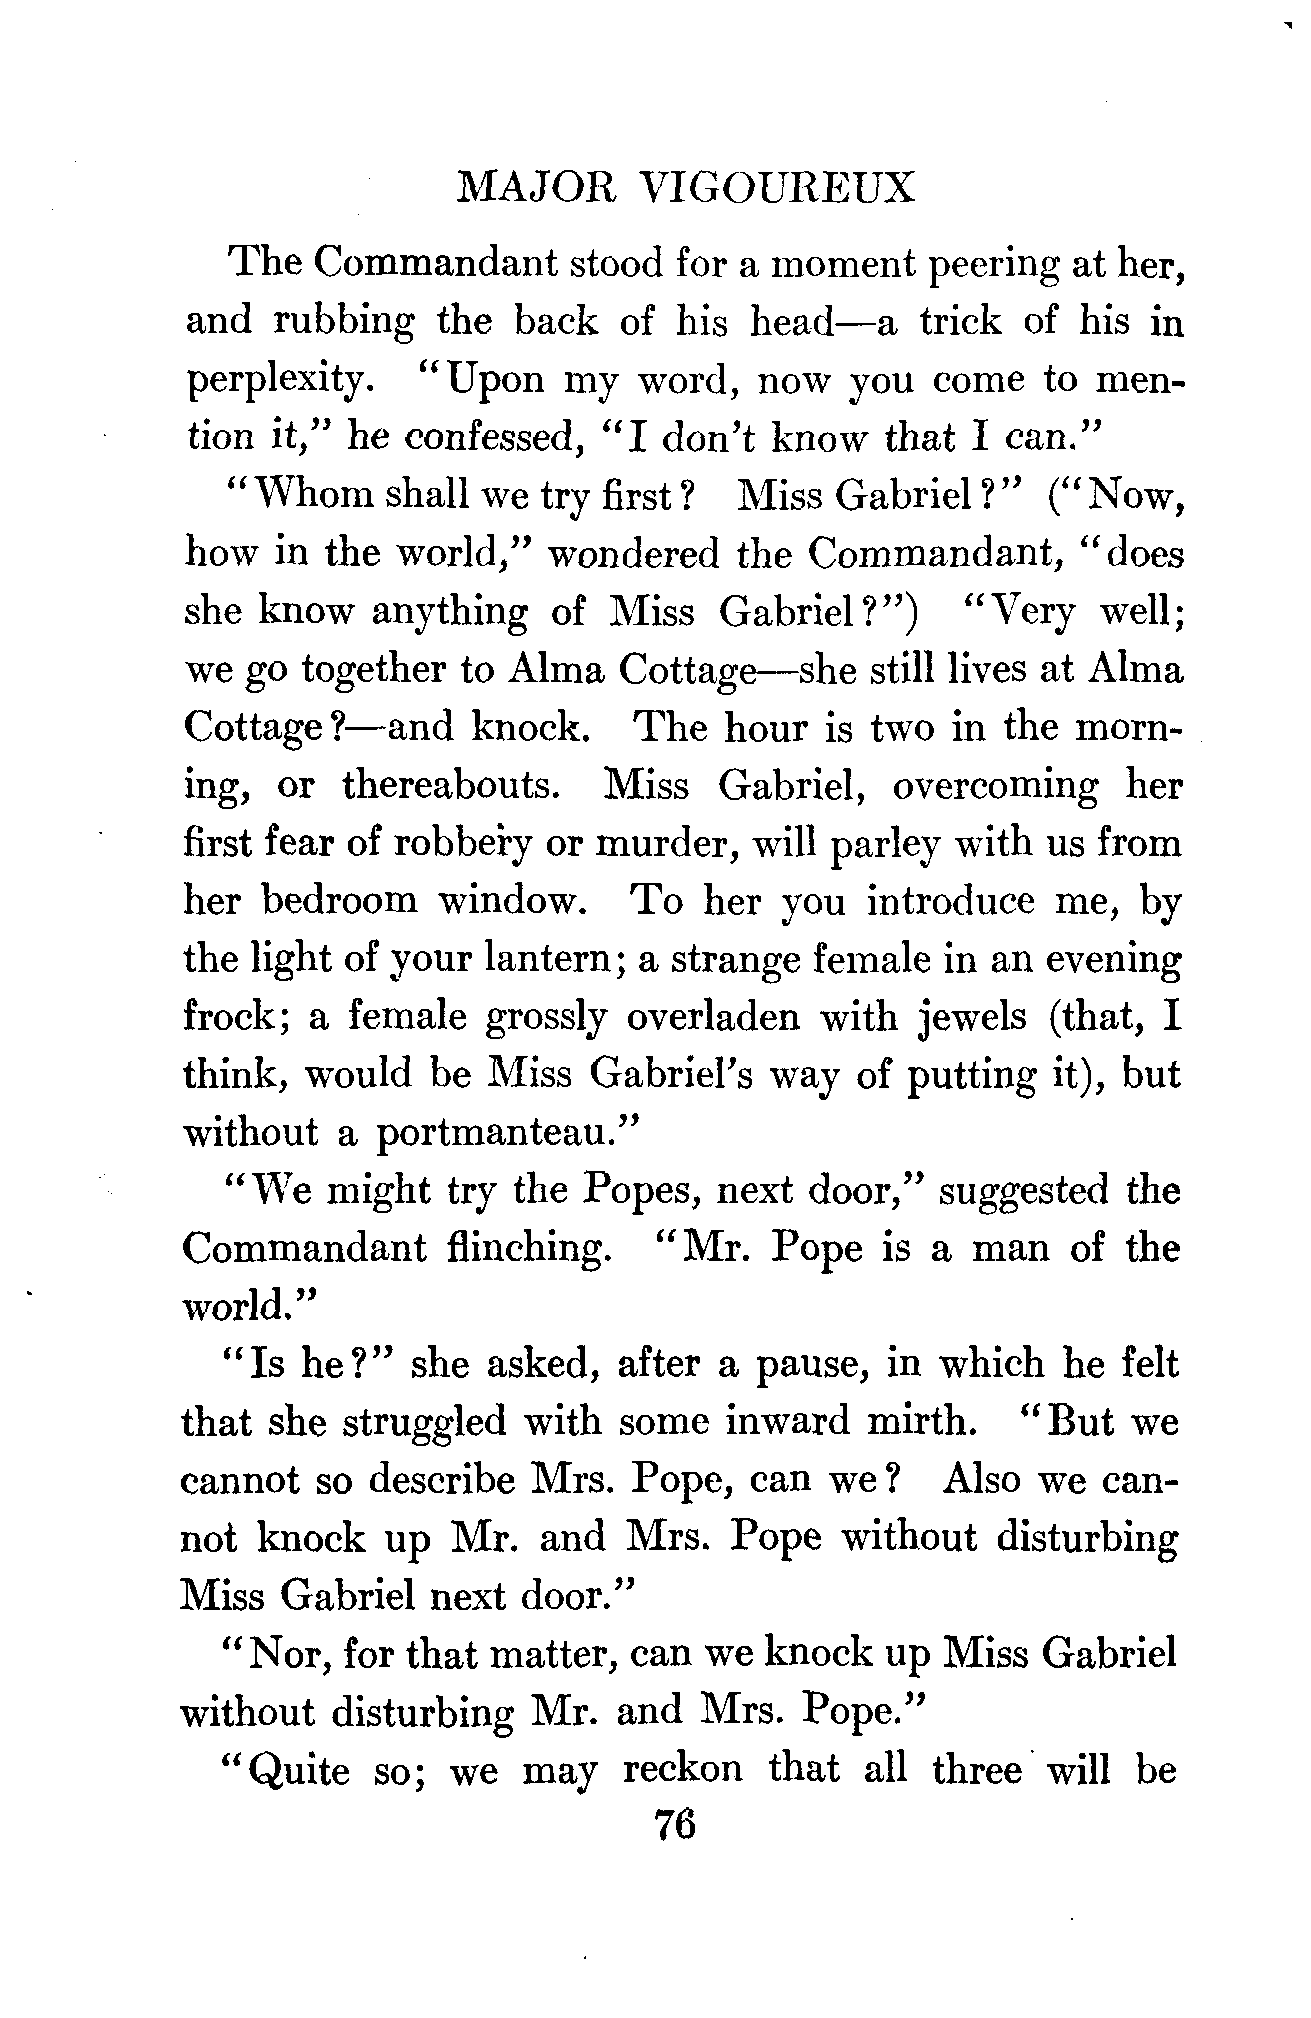 MAJOR VIGOUREUX
The Commandant stood for a moment peering at her,
and rubbing the back of his head—a trick of his in
perplexity. “Upon my word, now you come to men-
tion it,” he confessed, “I don’t know that I can.”
“Whom shall we try first? Miss Gabriel?” (“Now,
how in the world,” wondered the Commandant, “does
she know anything of Miss Gabriel?”) “Very well;
we go together to Alma Cottage—she still lives at Alma
Cottage?—and knock. The hour is two in the morn-
ing, or thereabouts. Miss Gabriel, overcoming her
first fear of robbery or murder, will parley with us from
her bedroom window. To her you introduce me, by
the light of your lantern; a strange female in an evening
frock; a female grossly overladen with jewels (that, I
think, would be Miss Gabriel’s way of putting it), but
without a portmanteau.”
“We might try the Popes, next door,” suggested the
Commandant flinching. “Mr. Pope is a man of the
world.”
“Is he?” she asked, after a pause, in which he felt
that she struggled with some inward mirth. “But we
cannot so describe Mrs. Pope, can we? Also we can-
not knock up Mr. and Mrs. Pope without disturbing
Miss Gabriel next door.”
“Nor, for that matter, can we knock up Miss Gabriel
without disturbing Mr. and Mrs. Pope.”
“Quite so; we may reckon that all three will be
76